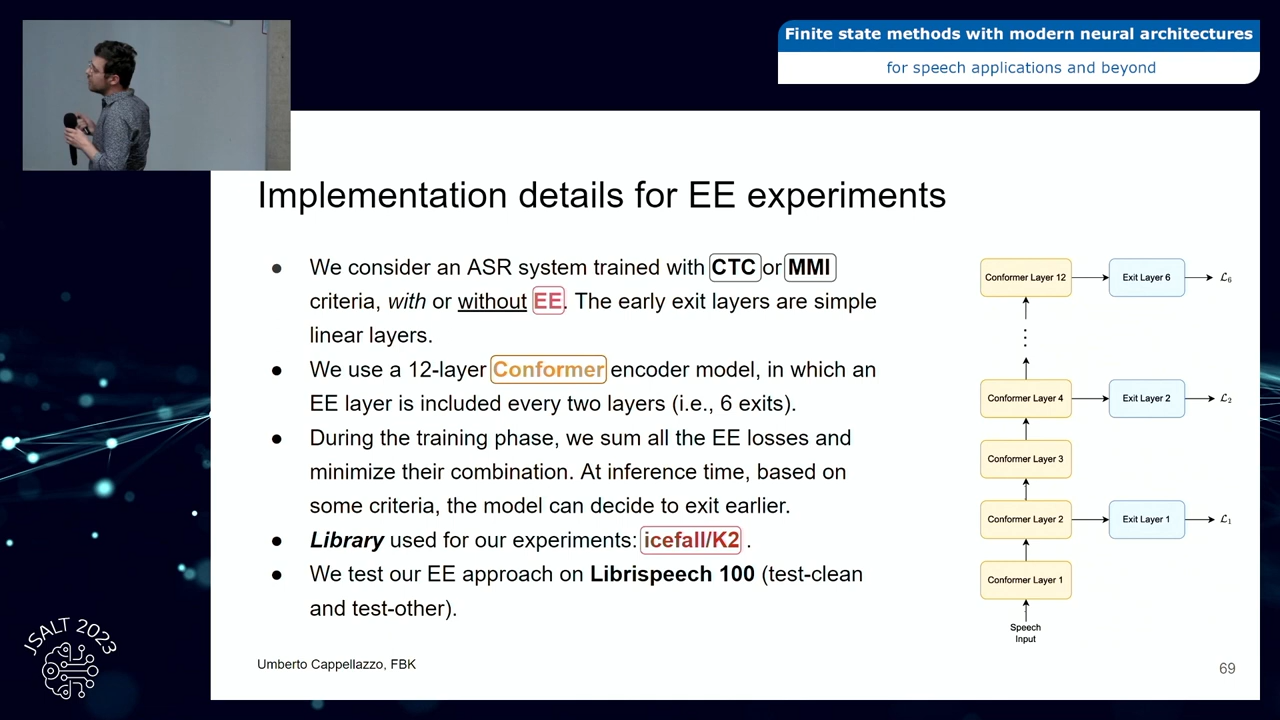 Finite state methods with modern neural architectures
for speech applications and beyond
Implementation details for EE experiments
● We consider an ASR system trained with CTC or MMI
criteria, with or without EE. The early exit layers are simple
linear layers.
● We use a 12-layer Conformer encoder model, in which an
EE layer is included every two layers (i.e., 6 exits).
● During the training phase, we sum all the EE losses and
minimize their combination. At inference time, based on
some criteria, the model can decide to exit earlier.
● Library used for our experiments: icefall/K2 .
● We test our EE approach on Librispeech 100 (test-clean
and test-other).
Conformer Layer 12
Exit Layer 6
ℒ₆
⋮
Conformer Layer 4
Exit Layer 2
ℒ₂
Conformer Layer 3
Conformer Layer 2
Exit Layer 1
ℒ₁
Conformer Layer 1
Speech
Input
Umberto Cappellazzo, FBK
69
JSALT 2023